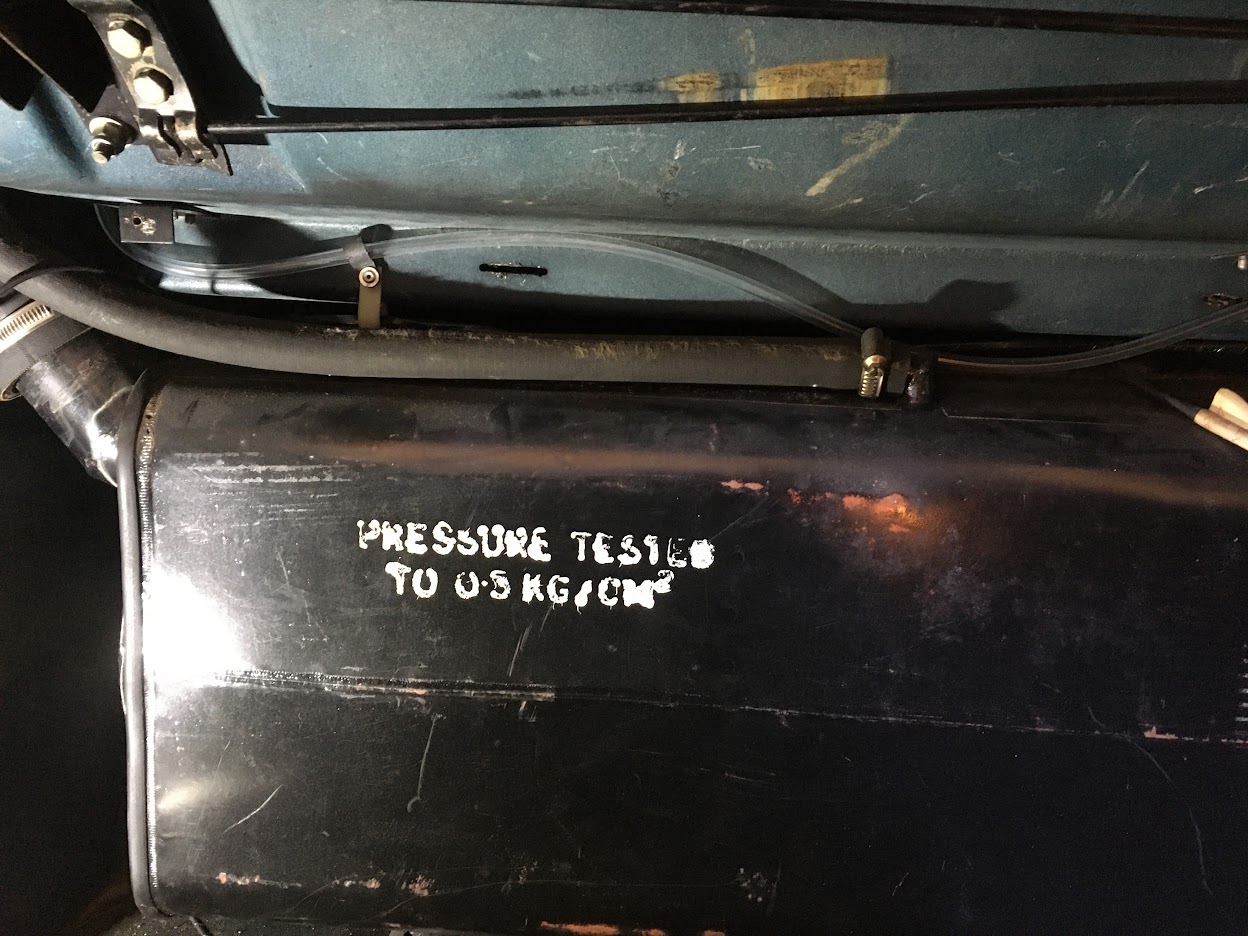 PRESSURE TESTED
TO 0·5 KG/CM²